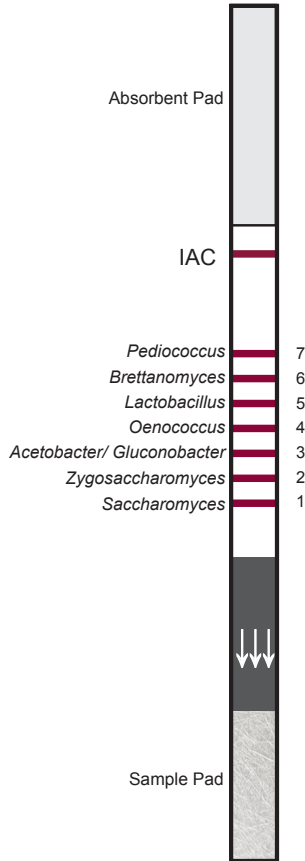 Absorbent Pad
IAC
Pediococcus 7
Brettanomyces 6
Lactobacillus 5
Oenococcus 4
Acetobacter/ Gluconobacter 3
Zygosaccharomyces 2
Saccharomyces 1
Sample Pad